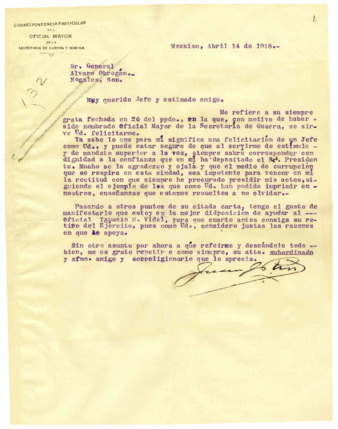 1
CORRESPONDENCIA PARTICULAR
DEL
OFICIAL MAYOR
DE LA
SECRETARIA DE GUERRA Y MARINA
Mexico, Abril 14 de 1918.-
132
Sr. General
Alvaro Obregon.
Nogales, Son.
Muy querido Jefe y estimado amigo.
Me refiero a su siempre
grata fechada en 26 del ppdo., en la que, con motivo de haber
sido nombrado Oficial Mayor de la Secretaría de Guerra, se sir-
ve Ud. felicitarme.
Ya sabe lo que para mi significa una felicitación de un Jefe
como Ud., y puede estar seguro de que al servirme de estímulo
y de mandato superior a la vez, siempre sabré corresponder con
dignidad a la confianza que en mi ha depositado el Sr. Presiden
te. Mucho se la agradezco y ojalá y que el medio de corrupción
que se respira en esta ciudad, sea impotente para vencer en mi
la rectitud con que siempre he procurado presidir mis actos, si-
guiendo el ejemplo de los que como Ud. han podido imprimir en-
nosotros, enseñanzas que estamos resueltos a no olvidar.
Pasando a otros puntos de su citada carta, tengo el gusto de
manifestarle que estoy en la mejor disposición de ayudar al --
oficial Ignacio E. Vidal, para que cuanto antes consiga su re-
tiro del Ejército, pues como Ud., considero justas las razones
en que se apoya.
Sin otro asunto por ahora a qué referirme y deseándole todo -
bien, me es grato repetirme como siempre, su atto. subordinado
y afmo. amigo y correligionario que lo aprecia.